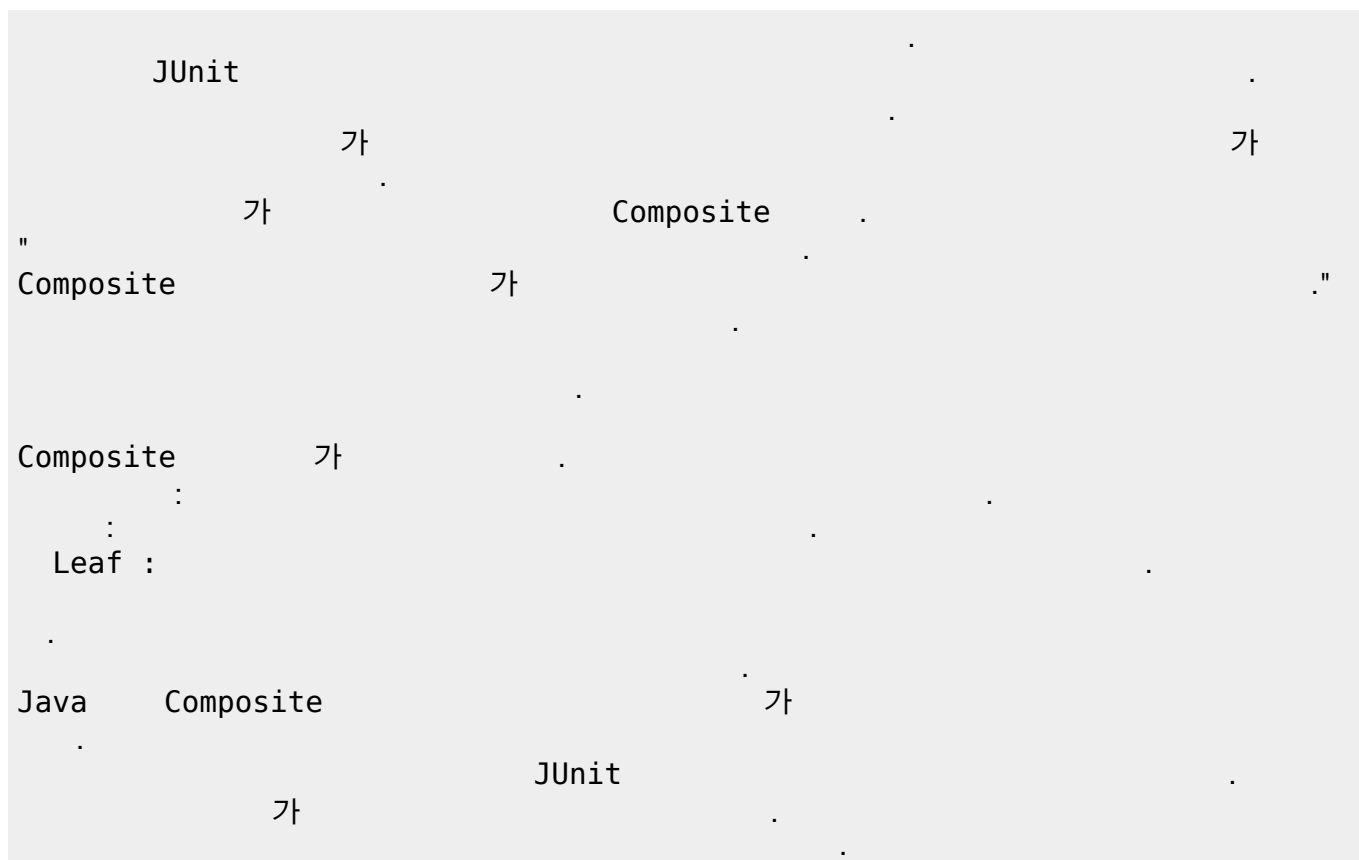 .
JUnit .
.
가 가
.
가 Composite .
" .
Composite 가 ."
.
.
Composite 가 .
: .
: .
Leaf : .
.
.
Java Composite 가
.
JUnit .
가 .
.